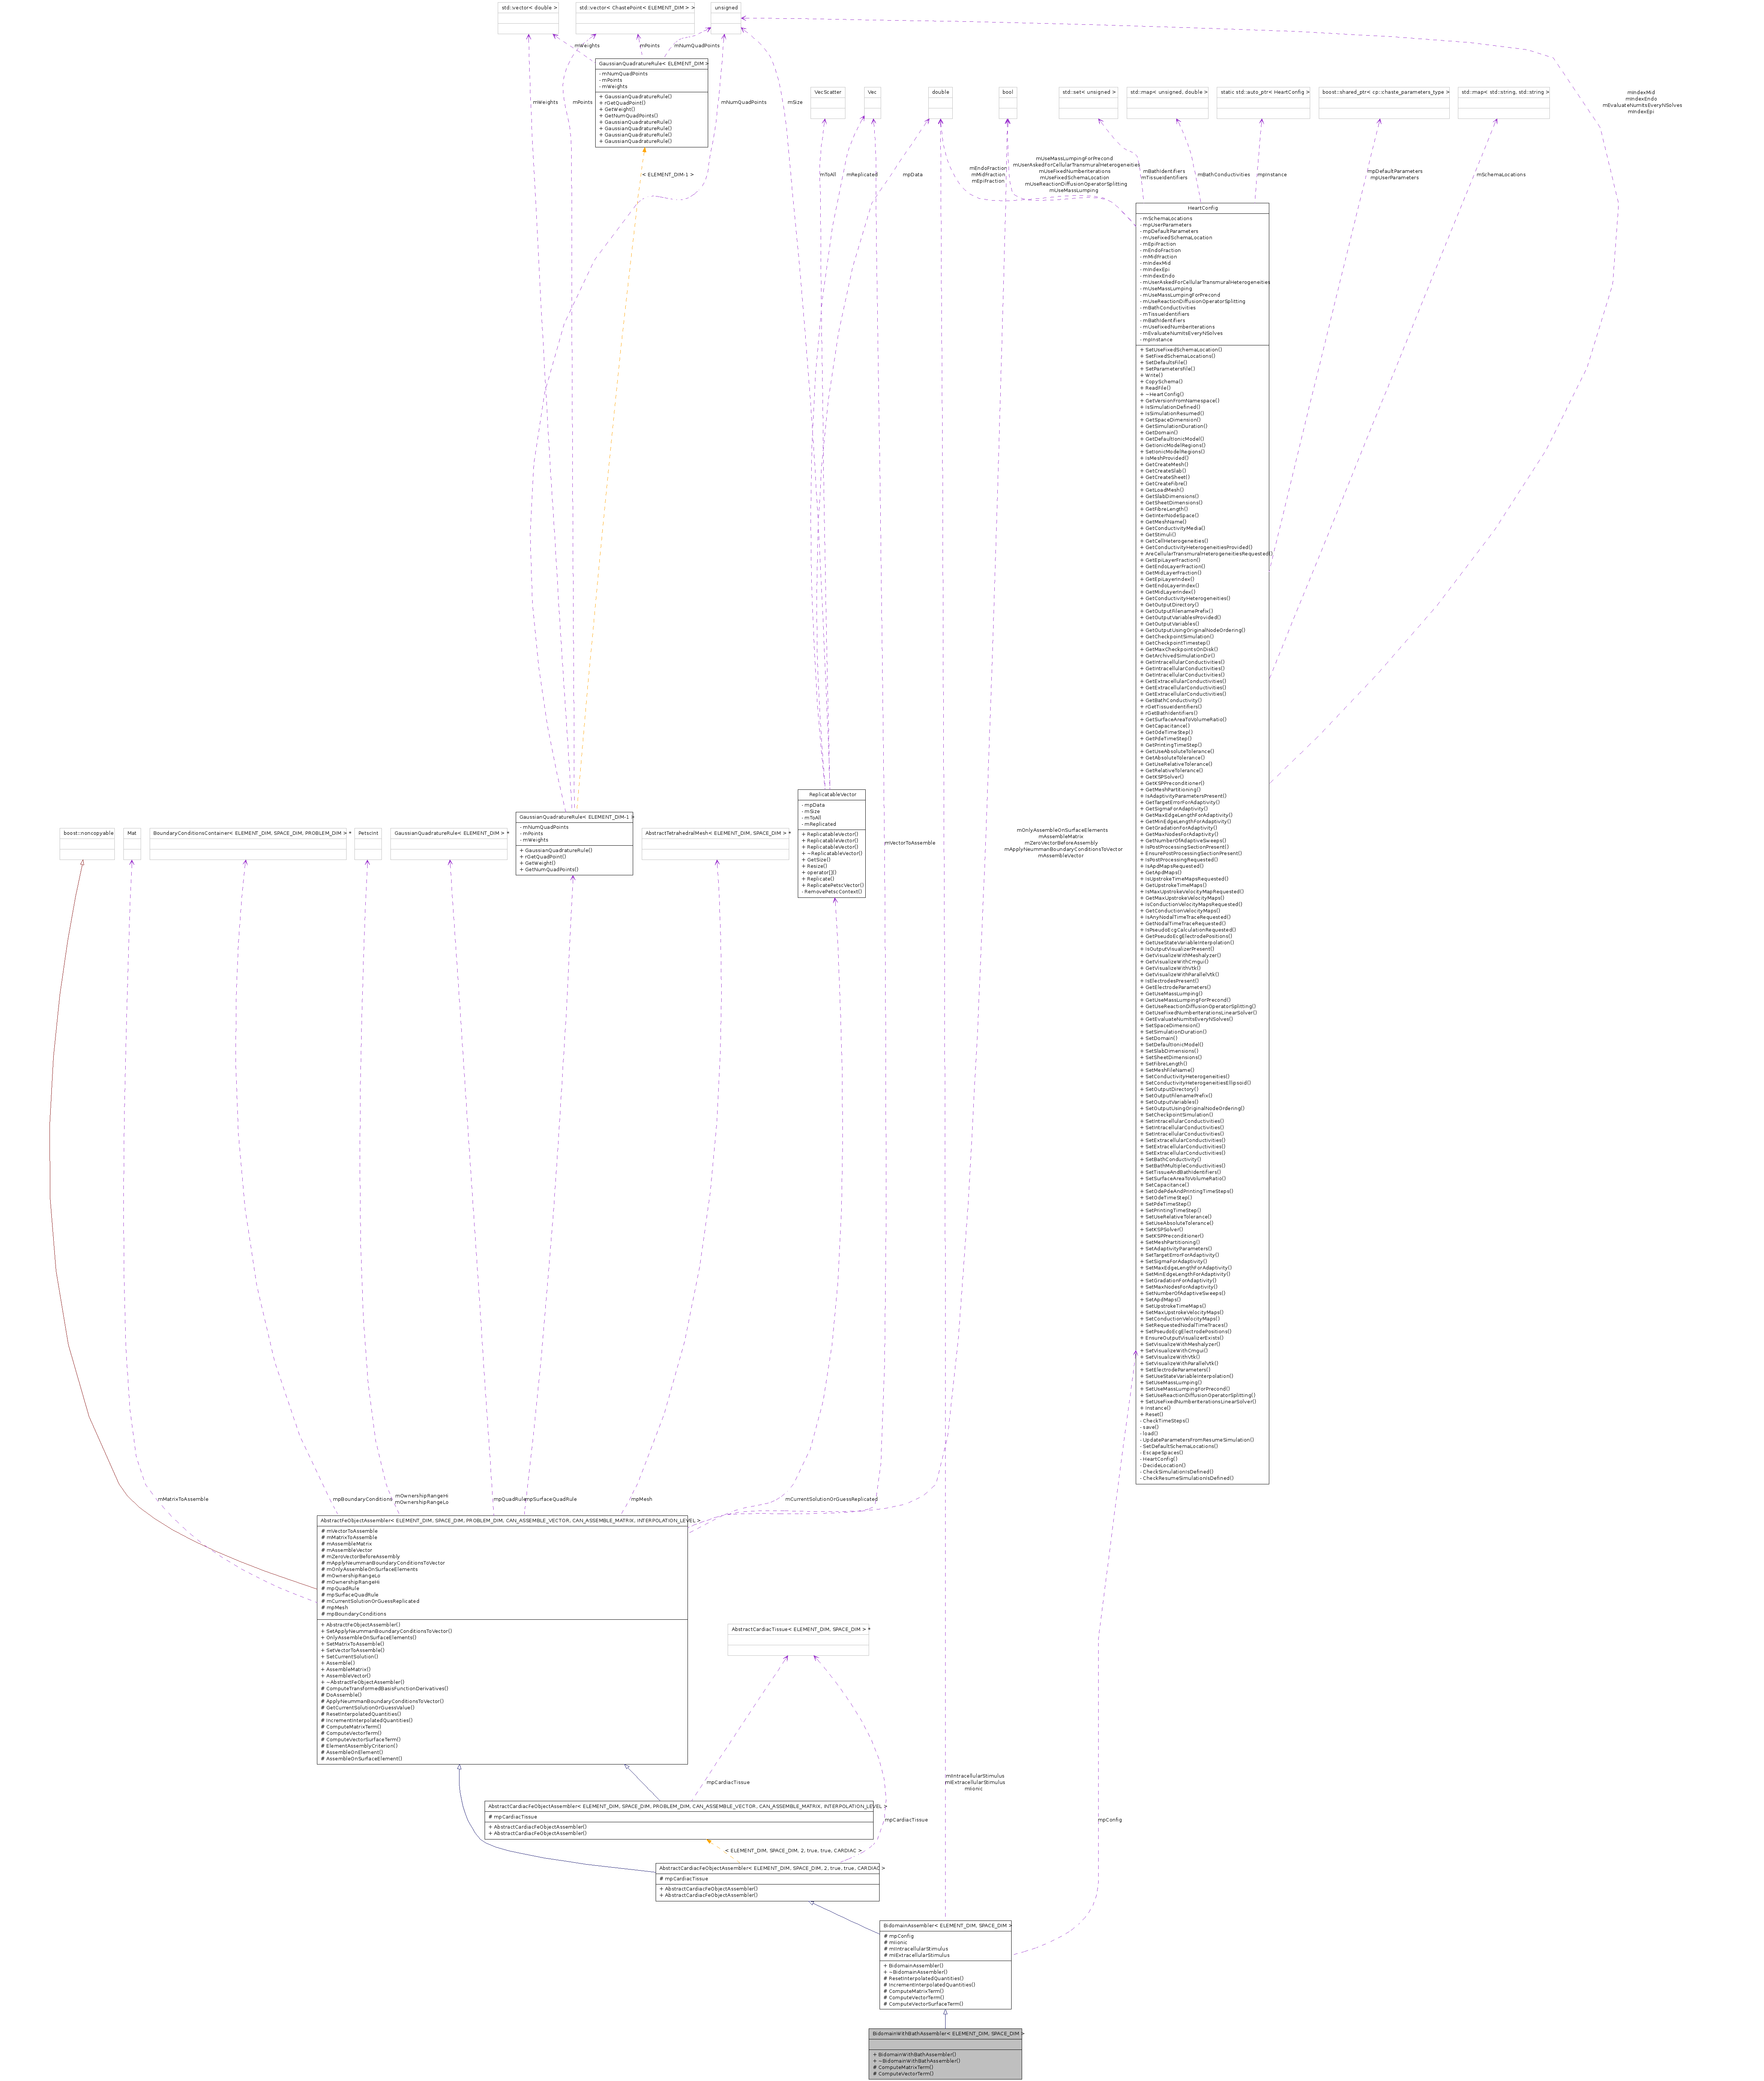 std::vector< double >
std::vector< ChastePoint< ELEMENT_DIM > >
unsigned
mWeights
mPoints
mNumQuadPoints
GaussianQuadratureRule< ELEMENT_DIM >
- mNumQuadPoints
- mPoints
- mWeights
+ GaussianQuadratureRule()
+ rGetQuadPoint()
+ GetWeight()
+ GetNumQuadPoints()
+ GaussianQuadratureRule()
+ GaussianQuadratureRule()
+ GaussianQuadratureRule()
+ GaussianQuadratureRule()
mWeights
mPoints
mNumQuadPoints
mSize
VecScatter
Vec
double
bool
std::set< unsigned >
std::map< unsigned, double >
static std::auto_ptr< HeartConfig >
boost::shared_ptr< cp::chaste_parameters_type >
std::map< std::string, std::string >
mIndexMid
mIndexEndo
mEvaluateNumItsEveryNSolves
mIndexEpi
< ELEMENT_DIM-1 >
mToAll
mReplicated
mpData
mEndoFraction
mMidFraction
mEpiFraction
mUseMassLumpingForPrecond
mUserAskedForCellularTransmuralHeterogeneities
mUseFixedNumberIterations
mUseFixedSchemaLocation
mUseReactionDiffusionOperatorSplitting
mUseMassLumping
mBathIdentifiers
mTissueIdentifiers
mBathConductivities
mpInstance
mpDefaultParameters
mpUserParameters
mSchemaLocations
HeartConfig
- mSchemaLocations
- mpUserParameters
- mpDefaultParameters
- mUseFixedSchemaLocation
- mEpiFraction
- mEndoFraction
- mMidFraction
- mIndexMid
- mIndexEpi
- mIndexEndo
- mUserAskedForCellularTransmuralHeterogeneities
- mUseMassLumping
- mUseMassLumpingForPrecond
- mUseReactionDiffusionOperatorSplitting
- mBathConductivities
- mTissueIdentifiers
- mBathIdentifiers
- mUseFixedNumberIterations
- mEvaluateNumItsEveryNSolves
- mpInstance
+ SetUseFixedSchemaLocation()
+ SetFixedSchemaLocations()
+ SetDefaultsFile()
+ SetParametersFile()
+ Write()
+ CopySchema()
+ ReadFile()
+ ~HeartConfig()
+ GetVersionFromNamespace()
+ IsSimulationDefined()
+ IsSimulationResumed()
+ GetSpaceDimension()
+ GetSimulationDuration()
+ GetDomain()
+ GetDefaultIonicModel()
+ GetIonicModelRegions()
+ SetIonicModelRegions()
+ IsMeshProvided()
+ GetCreateMesh()
+ GetCreateSlab()
+ GetCreateSheet()
+ GetCreateFibre()
+ GetLoadMesh()
+ GetSlabDimensions()
+ GetSheetDimensions()
+ GetFibreLength()
+ GetInterNodeSpace()
+ GetMeshName()
+ GetConductivityMedia()
+ GetStimuli()
+ GetCellHeterogeneities()
+ GetConductivityHeterogeneitiesProvided()
+ AreCellularTransmuralHeterogeneitiesRequested()
+ GetEpiLayerFraction()
+ GetEndoLayerFraction()
+ GetMidLayerFraction()
+ GetEpiLayerIndex()
+ GetEndoLayerIndex()
+ GetMidLayerIndex()
+ GetConductivityHeterogeneities()
+ GetOutputDirectory()
+ GetOutputFilenamePrefix()
+ GetOutputVariablesProvided()
+ GetOutputVariables()
+ GetOutputUsingOriginalNodeOrdering()
+ GetCheckpointSimulation()
+ GetCheckpointTimestep()
+ GetMaxCheckpointsOnDisk()
+ GetArchivedSimulationDir()
+ GetIntracellularConductivities()
+ GetIntracellularConductivities()
+ GetIntracellularConductivities()
+ GetExtracellularConductivities()
+ GetExtracellularConductivities()
+ GetExtracellularConductivities()
+ GetBathConductivity()
+ rGetTissueIdentifiers()
+ rGetBathIdentifiers()
+ GetSurfaceAreaToVolumeRatio()
+ GetCapacitance()
+ GetOdeTimeStep()
+ GetPdeTimeStep()
+ GetPrintingTimeStep()
+ GetUseAbsoluteTolerance()
+ GetAbsoluteTolerance()
+ GetUseRelativeTolerance()
+ GetRelativeTolerance()
+ GetKSPSolver()
+ GetKSPPreconditioner()
+ GetMeshPartitioning()
+ IsAdaptivityParametersPresent()
+ GetTargetErrorForAdaptivity()
+ GetSigmaForAdaptivity()
+ GetMaxEdgeLengthForAdaptivity()
+ GetMinEdgeLengthForAdaptivity()
+ GetGradationForAdaptivity()
+ GetMaxNodesForAdaptivity()
+ GetNumberOfAdaptiveSweeps()
+ IsPostProcessingSectionPresent()
+ EnsurePostProcessingSectionPresent()
+ IsPostProcessingRequested()
+ IsApdMapsRequested()
+ GetApdMaps()
+ IsUpstrokeTimeMapsRequested()
+ GetUpstrokeTimeMaps()
+ IsMaxUpstrokeVelocityMapRequested()
+ GetMaxUpstrokeVelocityMaps()
+ IsConductionVelocityMapsRequested()
+ GetConductionVelocityMaps()
+ IsAnyNodalTimeTraceRequested()
+ GetNodalTimeTraceRequested()
+ IsPseudoEcgCalculationRequested()
+ GetPseudoEcgElectrodePositions()
+ GetUseStateVariableInterpolation()
+ IsOutputVisualizerPresent()
+ GetVisualizeWithMeshalyzer()
+ GetVisualizeWithCmgui()
+ GetVisualizeWithVtk()
+ GetVisualizeWithParallelVtk()
+ IsElectrodesPresent()
+ GetElectrodeParameters()
+ GetUseMassLumping()
+ GetUseMassLumpingForPrecond()
+ GetUseReactionDiffusionOperatorSplitting()
+ GetUseFixedNumberIterationsLinearSolver()
+ GetEvaluateNumItsEveryNSolves()
+ SetSpaceDimension()
+ SetSimulationDuration()
+ SetDomain()
+ SetDefaultIonicModel()
+ SetSlabDimensions()
+ SetSheetDimensions()
+ SetFibreLength()
+ SetMeshFileName()
+ SetConductivityHeterogeneities()
+ SetConductivityHeterogeneitiesEllipsoid()
+ SetOutputDirectory()
+ SetOutputFilenamePrefix()
+ SetOutputVariables()
+ SetOutputUsingOriginalNodeOrdering()
+ SetCheckpointSimulation()
+ SetIntracellularConductivities()
+ SetIntracellularConductivities()
+ SetIntracellularConductivities()
+ SetExtracellularConductivities()
+ SetExtracellularConductivities()
+ SetExtracellularConductivities()
+ SetBathConductivity()
+ SetBathMultipleConductivities()
+ SetTissueAndBathIdentifiers()
+ SetSurfaceAreaToVolumeRatio()
+ SetCapacitance()
+ SetOdePdeAndPrintingTimeSteps()
+ SetOdeTimeStep()
+ SetPdeTimeStep()
+ SetPrintingTimeStep()
+ SetUseRelativeTolerance()
+ SetUseAbsoluteTolerance()
+ SetKSPSolver()
+ SetKSPPreconditioner()
+ SetMeshPartitioning()
+ SetAdaptivityParameters()
+ SetTargetErrorForAdaptivity()
+ SetSigmaForAdaptivity()
+ SetMaxEdgeLengthForAdaptivity()
+ SetMinEdgeLengthForAdaptivity()
+ SetGradationForAdaptivity()
+ SetMaxNodesForAdaptivity()
+ SetNumberOfAdaptiveSweeps()
+ SetApdMaps()
+ SetUpstrokeTimeMaps()
+ SetMaxUpstrokeVelocityMaps()
+ SetConductionVelocityMaps()
+ SetRequestedNodalTimeTraces()
+ SetPseudoEcgElectrodePositions()
+ EnsureOutputVisualizerExists()
+ SetVisualizeWithMeshalyzer()
+ SetVisualizeWithCmgui()
+ SetVisualizeWithVtk()
+ SetVisualizeWithParallelVtk()
+ SetElectrodeParameters()
+ SetUseStateVariableInterpolation()
+ SetUseMassLumping()
+ SetUseMassLumpingForPrecond()
+ SetUseReactionDiffusionOperatorSplitting()
+ SetUseFixedNumberIterationsLinearSolver()
+ Instance()
+ Reset()
- CheckTimeSteps()
- save()
- load()
- UpdateParametersFromResumeSimulation()
- SetDefaultSchemaLocations()
- EscapeSpaces()
- HeartConfig()
- DecideLocation()
- CheckSimulationIsDefined()
- CheckResumeSimulationIsDefined()
boost::noncopyable
Mat
BoundaryConditionsContainer< ELEMENT_DIM, SPACE_DIM, PROBLEM_DIM > *
PetscInt
GaussianQuadratureRule< ELEMENT_DIM > *
GaussianQuadratureRule< ELEMENT_DIM-1 >
- mNumQuadPoints
- mPoints
- mWeights
+ GaussianQuadratureRule()
+ rGetQuadPoint()
+ GetWeight()
+ GetNumQuadPoints()
AbstractTetrahedralMesh< ELEMENT_DIM, SPACE_DIM > *
ReplicatableVector
- mpData
- mSize
- mToAll
- mReplicated
+ ReplicatableVector()
+ ReplicatableVector()
+ ReplicatableVector()
+ ~ReplicatableVector()
+ GetSize()
+ Resize()
+ operator[]()
+ Replicate()
+ ReplicatePetscVector()
- RemovePetscContext()
mVectorToAssemble
mOnlyAssembleOnSurfaceElements
mAssembleMatrix
mZeroVectorBeforeAssembly
mApplyNeummanBoundaryConditionsToVector
mAssembleVector
mMatrixToAssemble
mpBoundaryConditions
mOwnershipRangeHi
mOwnershipRangeLo
mpQuadRule
mpSurfaceQuadRule
mpMesh
mCurrentSolutionOrGuessReplicated
AbstractFeObjectAssembler< ELEMENT_DIM, SPACE_DIM, PROBLEM_DIM, CAN_ASSEMBLE_VECTOR, CAN_ASSEMBLE_MATRIX, INTERPOLATION_LEVEL >
# mVectorToAssemble
# mMatrixToAssemble
# mAssembleMatrix
# mAssembleVector
# mZeroVectorBeforeAssembly
# mApplyNeummanBoundaryConditionsToVector
# mOnlyAssembleOnSurfaceElements
# mOwnershipRangeLo
# mOwnershipRangeHi
# mpQuadRule
# mpSurfaceQuadRule
# mCurrentSolutionOrGuessReplicated
# mpMesh
# mpBoundaryConditions
+ AbstractFeObjectAssembler()
+ SetApplyNeummanBoundaryConditionsToVector()
+ OnlyAssembleOnSurfaceElements()
+ SetMatrixToAssemble()
+ SetVectorToAssemble()
+ SetCurrentSolution()
+ Assemble()
+ AssembleMatrix()
+ AssembleVector()
+ ~AbstractFeObjectAssembler()
# ComputeTransformedBasisFunctionDerivatives()
# DoAssemble()
# ApplyNeummanBoundaryConditionsToVector()
# GetCurrentSolutionOrGuessValue()
# ResetInterpolatedQuantities()
# IncrementInterpolatedQuantities()
# ComputeMatrixTerm()
# ComputeVectorTerm()
# ComputeVectorSurfaceTerm()
# ElementAssemblyCriterion()
# AssembleOnElement()
# AssembleOnSurfaceElement()
AbstractCardiacTissue< ELEMENT_DIM, SPACE_DIM > *
mpCardiacTissue
mIntracellularStimulus
mExtracellularStimulus
mIionic
AbstractCardiacFeObjectAssembler< ELEMENT_DIM, SPACE_DIM, PROBLEM_DIM, CAN_ASSEMBLE_VECTOR, CAN_ASSEMBLE_MATRIX, INTERPOLATION_LEVEL >
# mpCardiacTissue
+ AbstractCardiacFeObjectAssembler()
+ AbstractCardiacFeObjectAssembler()
mpCardiacTissue
mpConfig
< ELEMENT_DIM, SPACE_DIM, 2, true, true, CARDIAC >
AbstractCardiacFeObjectAssembler< ELEMENT_DIM, SPACE_DIM, 2, true, true, CARDIAC >
# mpCardiacTissue
+ AbstractCardiacFeObjectAssembler()
+ AbstractCardiacFeObjectAssembler()
BidomainAssembler< ELEMENT_DIM, SPACE_DIM >
# mpConfig
# mIionic
# mIIntracellularStimulus
# mIExtracellularStimulus
+ BidomainAssembler()
+ ~BidomainAssembler()
# ResetInterpolatedQuantities()
# IncrementInterpolatedQuantities()
# ComputeMatrixTerm()
# ComputeVectorTerm()
# ComputeVectorSurfaceTerm()
BidomainWithBathAssembler< ELEMENT_DIM, SPACE_DIM >
+ BidomainWithBathAssembler()
+ ~BidomainWithBathAssembler()
# ComputeMatrixTerm()
# ComputeVectorTerm()